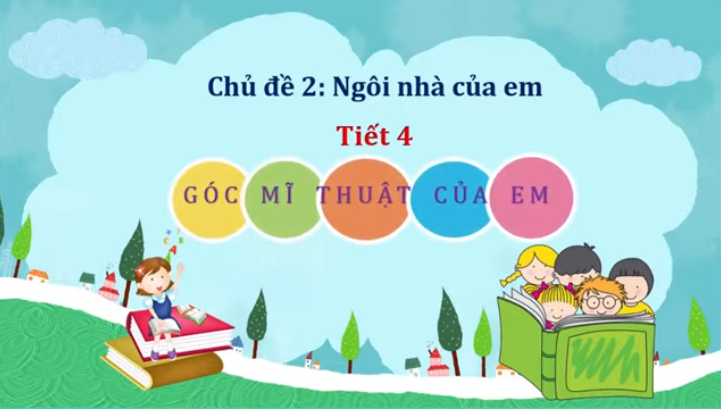 Chủ đề 2: Ngôi nhà của em
Tiết 4
GÓC MĨ THUẬT CỦA EM